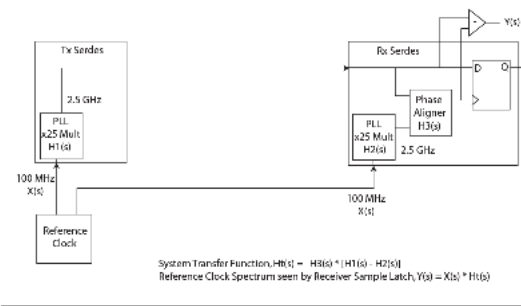 Y(s)
Tx Serdes
Rx Serdes
2.5 GHz
D
Q
PLL
x25 Mult
H1(s)
Phase
Aligner
H3(s)
PLL
x25 Mult
H2(s)
2.5 GHz
100 MHz
X(s)
100 MHz
X(s)
Reference
Clock
System Transfer Function, Ht(s) = H3(s) * [H1(s) - H2(s)]
Reference Clock Spectrum seen by Receiver Sample Latch, Y(s) = X(s) * Ht(s)